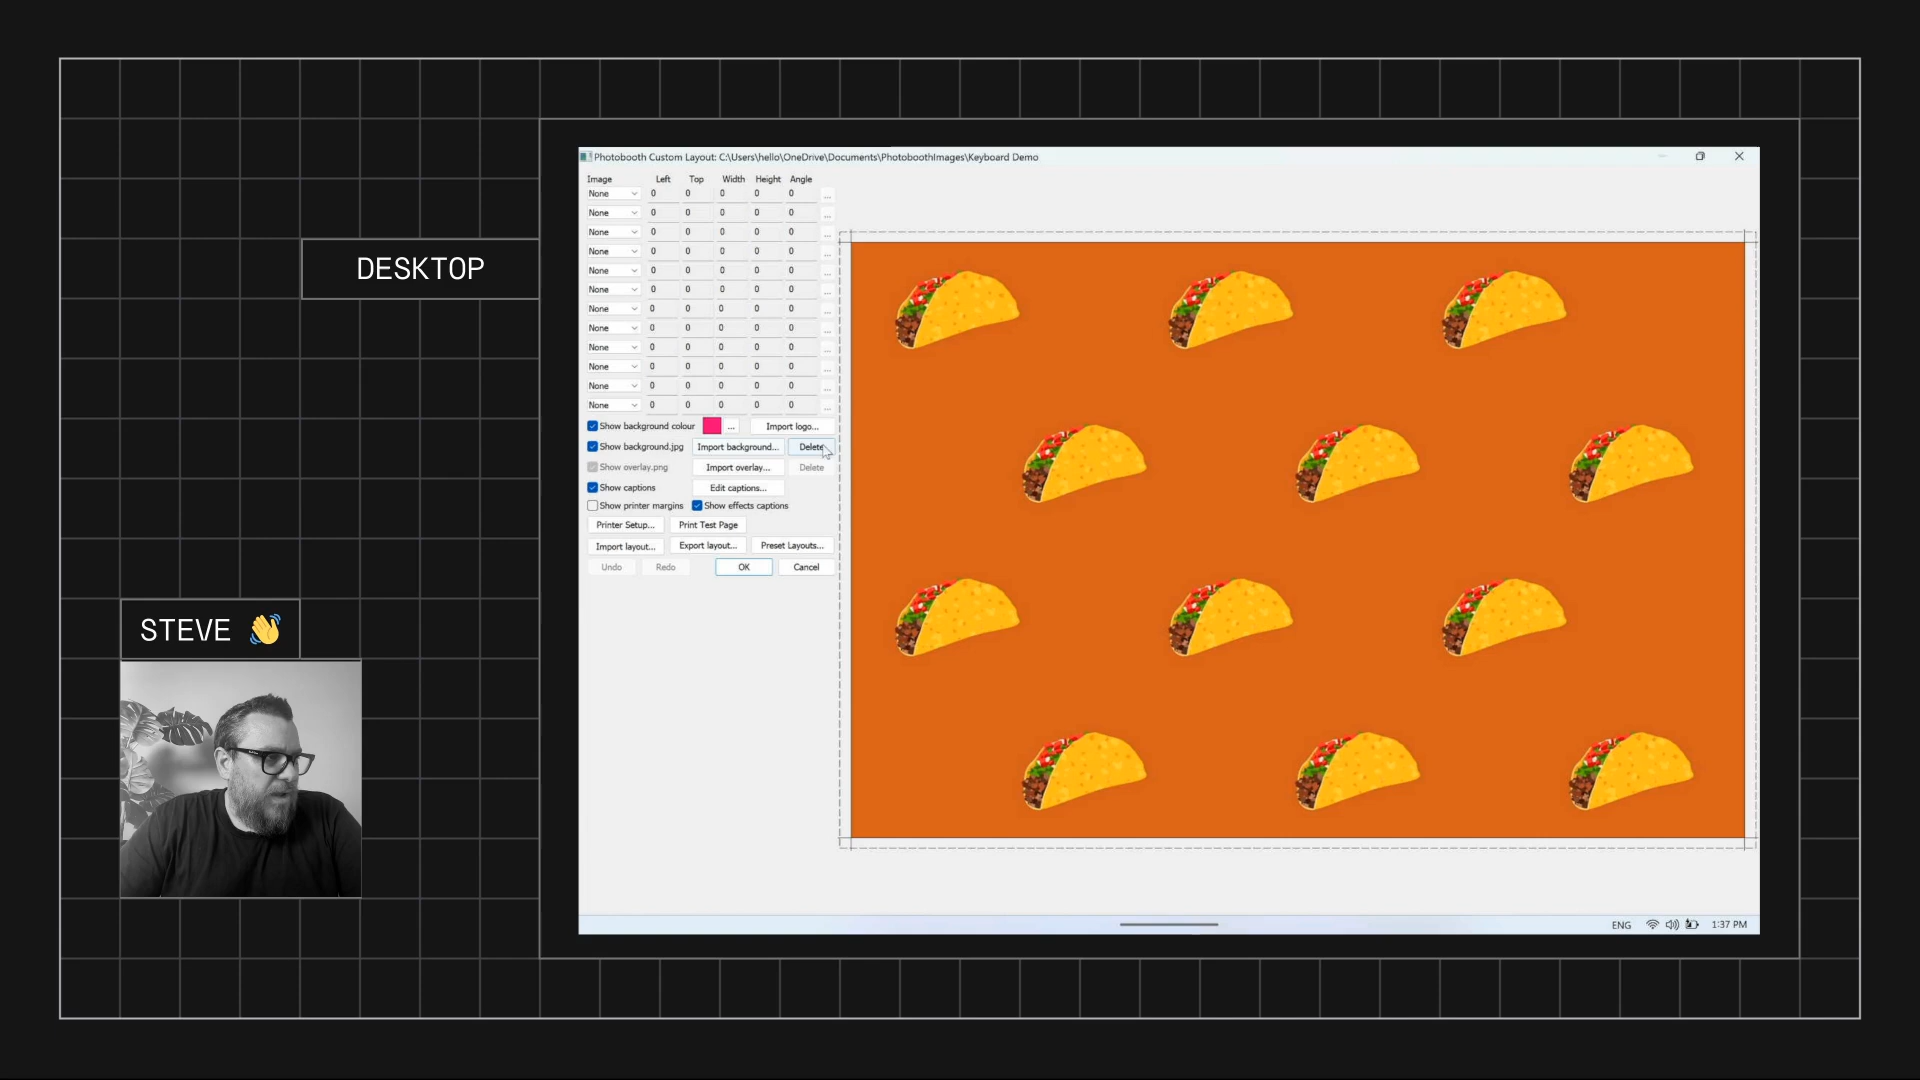 Photobooth Custom Layout: C:\Users\hello\OneDrive\Documents\PhotoboothImages\Keyboard Demo
Image Left Top Width Height Angle
None 0 0 0 0 0 ...
None 0 0 0 0 0 ...
None 0 0 0 0 0 ...
None 0 0 0 0 0 ...
None 0 0 0 0 0 ...
None 0 0 0 0 0 ...
None 0 0 0 0 0 ...
None 0 0 0 0 0 ...
None 0 0 0 0 0 ...
None 0 0 0 0 0 ...
None 0 0 0 0 0 ...
None 0 0 0 0 0 ...
Show background colour ... Import logo...
Show background.jpg Import background... Delete
Show overlay.png Import overlay... Delete
Show captions Edit captions...
Show printer margins Show effects captions
Printer Setup... Print Test Page
Import layout... Export layout... Preset Layouts...
Undo Redo OK Cancel
DESKTOP
STEVE 👋
ENG 1:37 PM